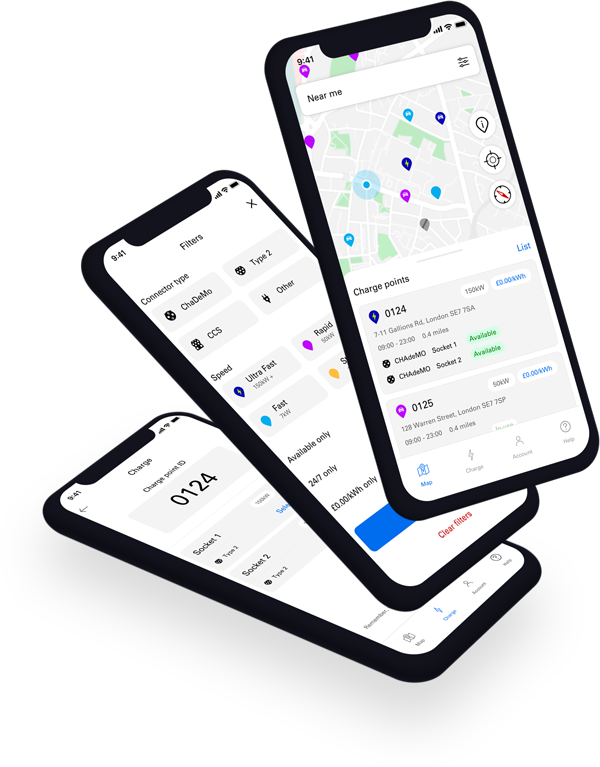 9:41
Near me
List
Charge points
0124
150kW
£0.00/kWh
7-11 Gallions Rd, London SE7 7SA
09:00 - 23:00 0.4 miles
CHAdeMO Socket 1 Available
CHAdeMO Socket 2 Available
0125
50kW
£0.00/kWh
128 Warren Street, London SE7 7SP
09:00 - 23:00 0.4 miles
In use
Map
Charge
Account
Help
9:41
Filters
Connector type
ChaDeMo
Type 2
CCS
Other
Speed
Ultra Fast
150kW +
Rapid
50kW
Fast
7kW
Available only
24/7 only
£0.00/kWh only
Clear filters
9:41
Charge
Charge point ID
0124
150kW
Socket 1
Type 2
Socket 2
Type 2
Remember
Map
Charge
Account
Help